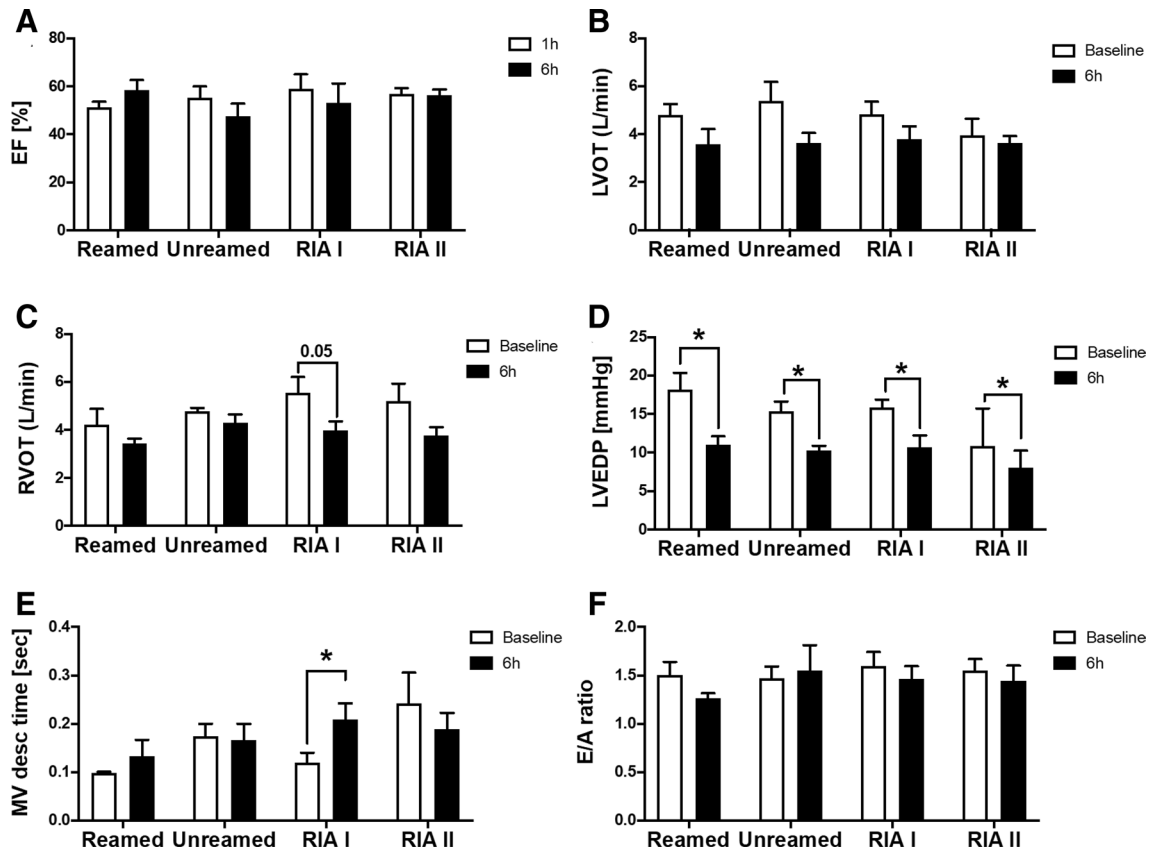 A
EF [%]
80
60
40
20
0
Reamed Unreamed RIA I RIA II
1h
6h
B
LVOT (L/min)
8
6
4
2
0
Reamed Unreamed RIA I RIA II
Baseline
6h
C
RVOT (L/min)
8
6
4
2
0
0.05
Reamed Unreamed RIA I RIA II
Baseline
6h
D
LVEDP [mmHg]
25
20
15
10
5
0
* * * *
Reamed Unreamed RIA I RIA II
Baseline
6h
E
MV desc time [sec]
0.4
0.3
0.2
0.1
0.0
*
Reamed Unreamed RIA I RIA II
Baseline
6h
F
E/A ratio
2.0
1.5
1.0
0.5
0.0
Reamed Unreamed RIA I RIA II
Baseline
6h